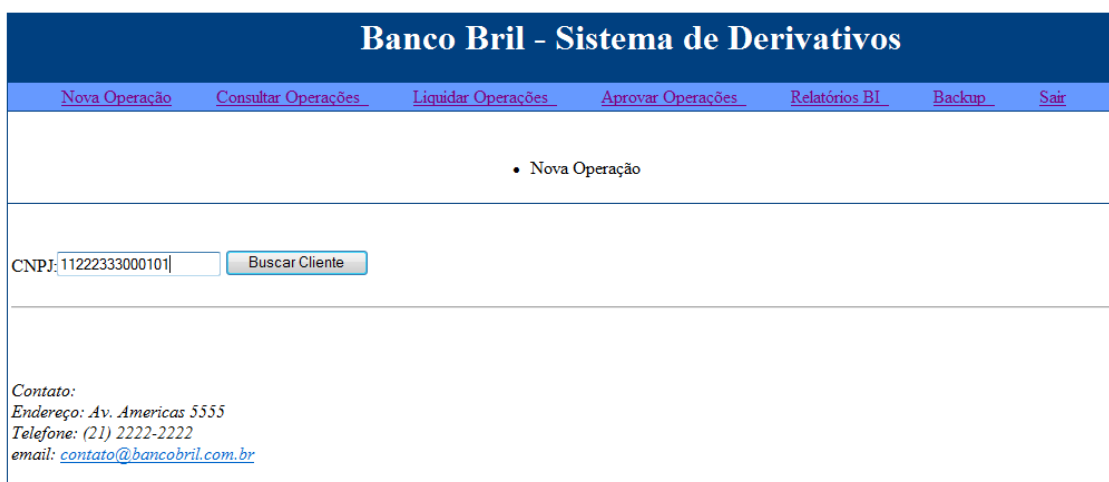 Banco Bril - Sistema de Derivativos
Nova Operação Consultar Operações Liquidar Operações Aprovar Operações Relatórios BI Backup Sair
• Nova Operação
CNPJ: 11222333000101 Buscar Cliente
Contato:
Endereço: Av. Americas 5555
Telefone: (21) 2222-2222
email: contato@bancobril.com.br